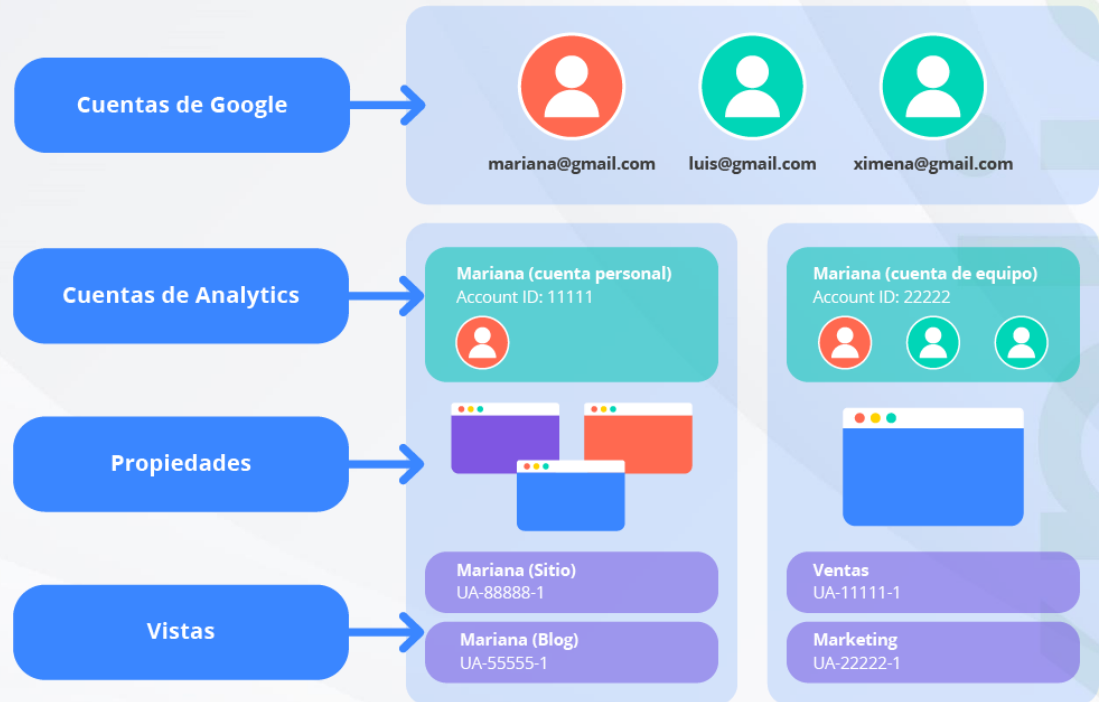 Cuentas de Google
mariana@gmail.com
luis@gmail.com
ximena@gmail.com
Cuentas de Analytics
Mariana (cuenta personal)
Account ID: 11111
Mariana (cuenta de equipo)
Account ID: 22222
Propiedades
Vistas
Mariana (Sitio)
UA-88888-1
Mariana (Blog)
UA-55555-1
Ventas
UA-11111-1
Marketing
UA-22222-1